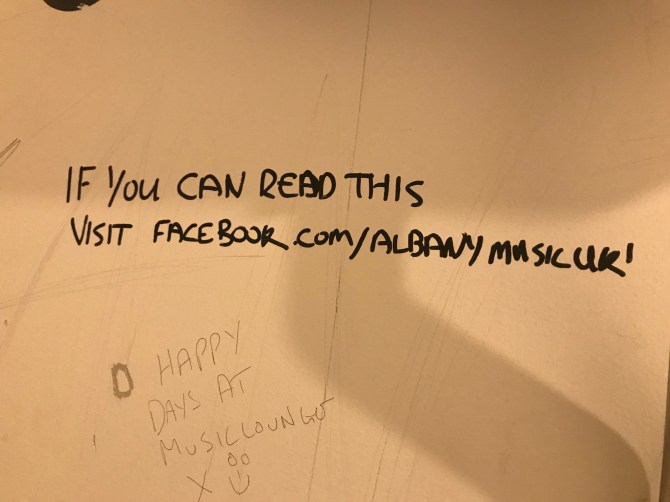 IF YOU CAN READ THIS
VISIT FACEBOOK.COM/ALBANYMUSICUK!
HAPPY
DAYS AT
MUSICLOUNGE
X